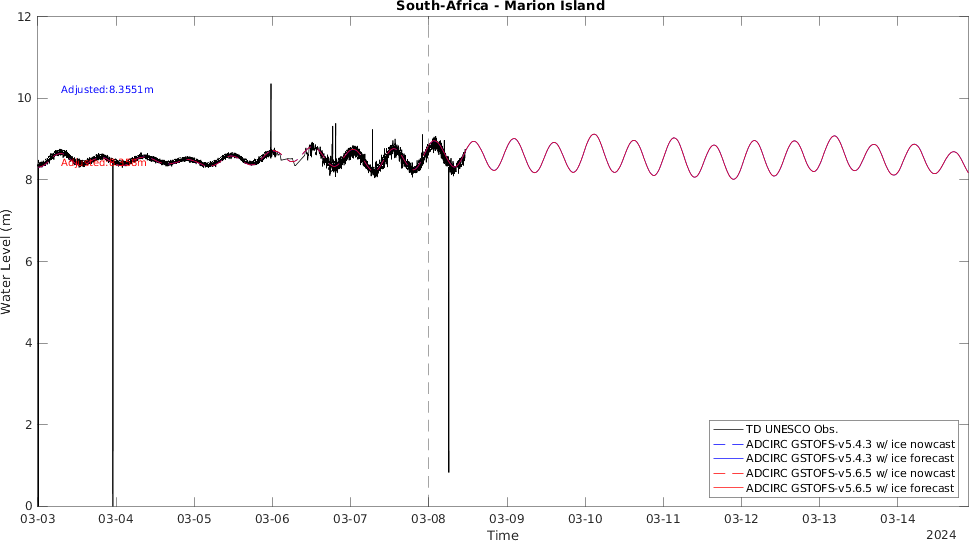 South-Africa - Marion Island
12
10
8
6
4
2
0
Water Level (m)
Adjusted:8.3551m
03-03
03-04
03-05
03-06
03-07
03-08
03-09
03-10
03-11
03-12
03-13
03-14
Time
2024
TD UNESCO Obs.
ADCIRC GSTOFS-v5.4.3 w/ ice nowcast
ADCIRC GSTOFS-v5.4.3 w/ ice forecast
ADCIRC GSTOFS-v5.6.5 w/ ice nowcast
ADCIRC GSTOFS-v5.6.5 w/ ice forecast